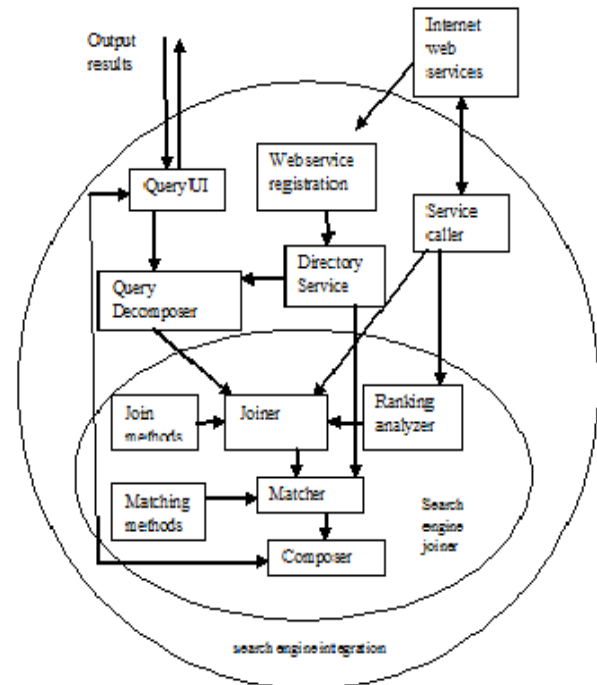 Output
results
Internet
web
services
Web service
registration
Query UI
Service
caller
Directory
Service
Query
Decomposer
Join
methods
Joiner
Ranking
analyzer
Matcher
Matching
methods
Search
engine
joiner
Composer
search engine integration